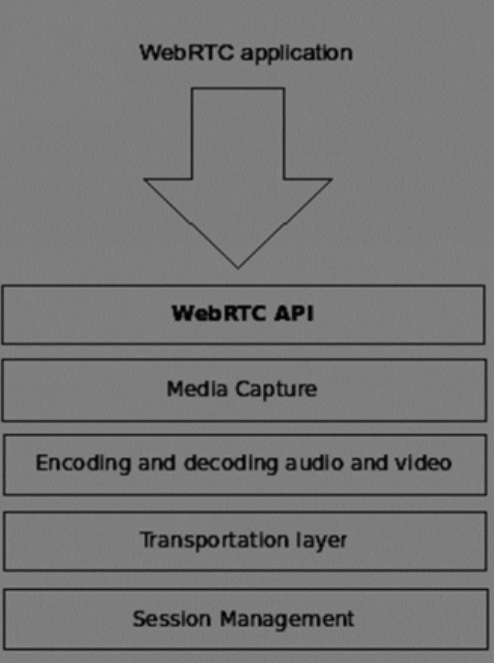 WebRTC application
WebRTC API
Media Capture
Encoding and decoding audio and video
Transportation layer
Session Management